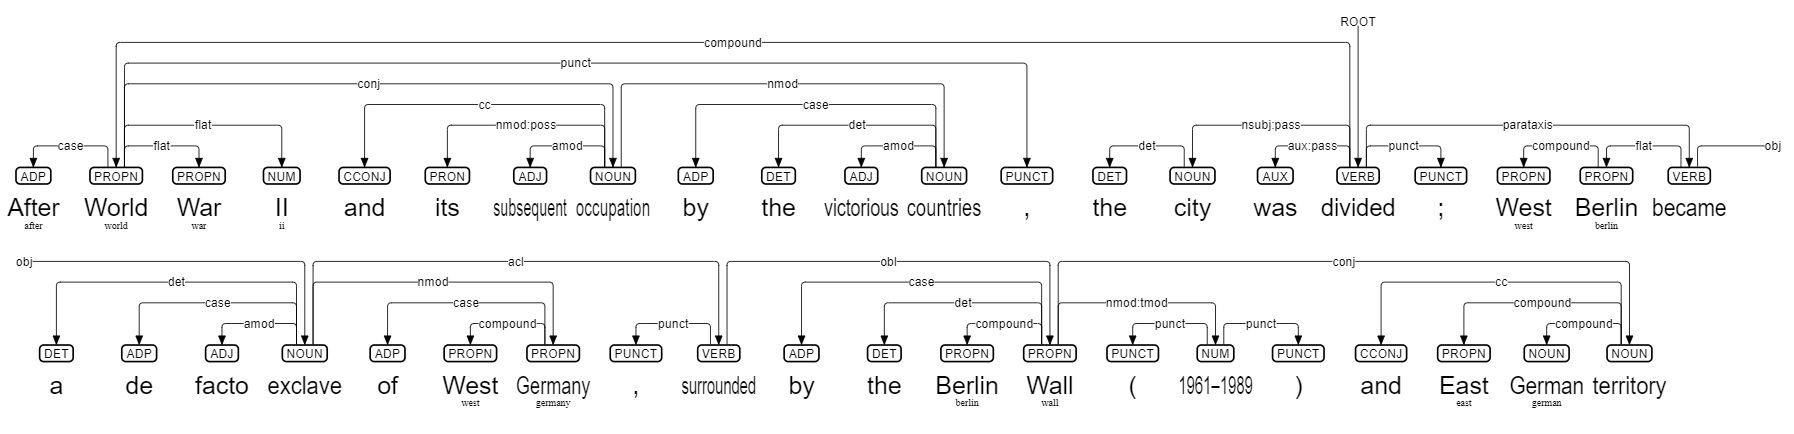 ROOT
compound
punct
conj nmod
cc case
flat nmod:poss det nsubj:pass parataxis
case flat amod amod det aux:pass punct compound flat obj
ADP PROPN PROPN NUM CCONJ PRON ADJ NOUN ADP DET ADJ NOUN PUNCT DET NOUN AUX VERB PUNCT PROPN PROPN VERB
After World War II and its subsequent occupation by the victorious countries , the city was divided ; West Berlin became
after world war ii west berlin
obj acl obl conj
det nmod case cc
case case det nmod:tmod compound
amod compound punct compound punct punct compound
DET ADP ADJ NOUN ADP PROPN PROPN PUNCT VERB ADP DET PROPN PROPN PUNCT NUM PUNCT CCONJ PROPN NOUN NOUN
a de facto exclave of West Germany , surrounded by the Berlin Wall ( 1961–1989 ) and East German territory
west germany berlin wall east german